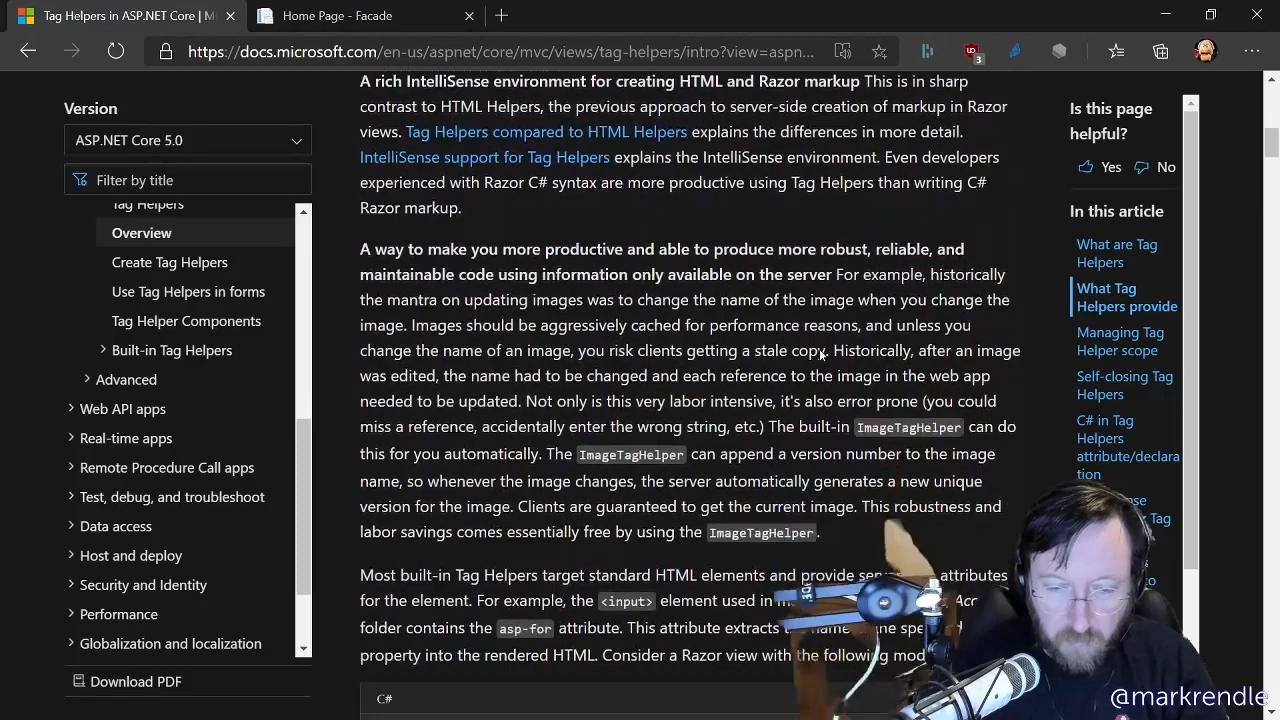 Tag Helpers in ASP.NET Core | M
Home Page - Facade
https://docs.microsoft.com/en-us/aspnet/core/mvc/views/tag-helpers/intro?view=aspn...
3
Version
ASP.NET Core 5.0
Filter by title
Tag Helpers
Overview
Create Tag Helpers
Use Tag Helpers in forms
Tag Helper Components
Built-in Tag Helpers
Advanced
Web API apps
Real-time apps
Remote Procedure Call apps
Test, debug, and troubleshoot
Data access
Host and deploy
Security and Identity
Performance
Globalization and localization
Download PDF
A rich IntelliSense environment for creating HTML and Razor markup This is in sharp
contrast to HTML Helpers, the previous approach to server-side creation of markup in Razor
views. Tag Helpers compared to HTML Helpers explains the differences in more detail.
IntelliSense support for Tag Helpers explains the IntelliSense environment. Even developers
experienced with Razor C# syntax are more productive using Tag Helpers than writing C#
Razor markup.
A way to make you more productive and able to produce more robust, reliable, and
maintainable code using information only available on the server For example, historically
the mantra on updating images was to change the name of the image when you change the
image. Images should be aggressively cached for performance reasons, and unless you
change the name of an image, you risk clients getting a stale copy. Historically, after an image
was edited, the name had to be changed and each reference to the image in the web app
needed to be updated. Not only is this very labor intensive, it's also error prone (you could
miss a reference, accidentally enter the wrong string, etc.) The built-in ImageTagHelper can do
this for you automatically. The ImageTagHelper can append a version number to the image
name, so whenever the image changes, the server automatically generates a new unique
version for the image. Clients are guaranteed to get the current image. This robustness and
labor savings comes essentially free by using the ImageTagHelper.
Most built-in Tag Helpers target standard HTML elements and provide attributes
for the element. For example, the <input> element used in
folder contains the asp-for attribute. This attribute extracts
property into the rendered HTML. Consider a Razor view with the following
C#
Is this page
helpful?
Yes No
In this article
What are Tag
Helpers
What Tag
Helpers provide
Managing Tag
Helper scope
Self-closing Tag
Helpers
C# in Tag
Helpers
attribute/declara
tion
Tag
@markrendle